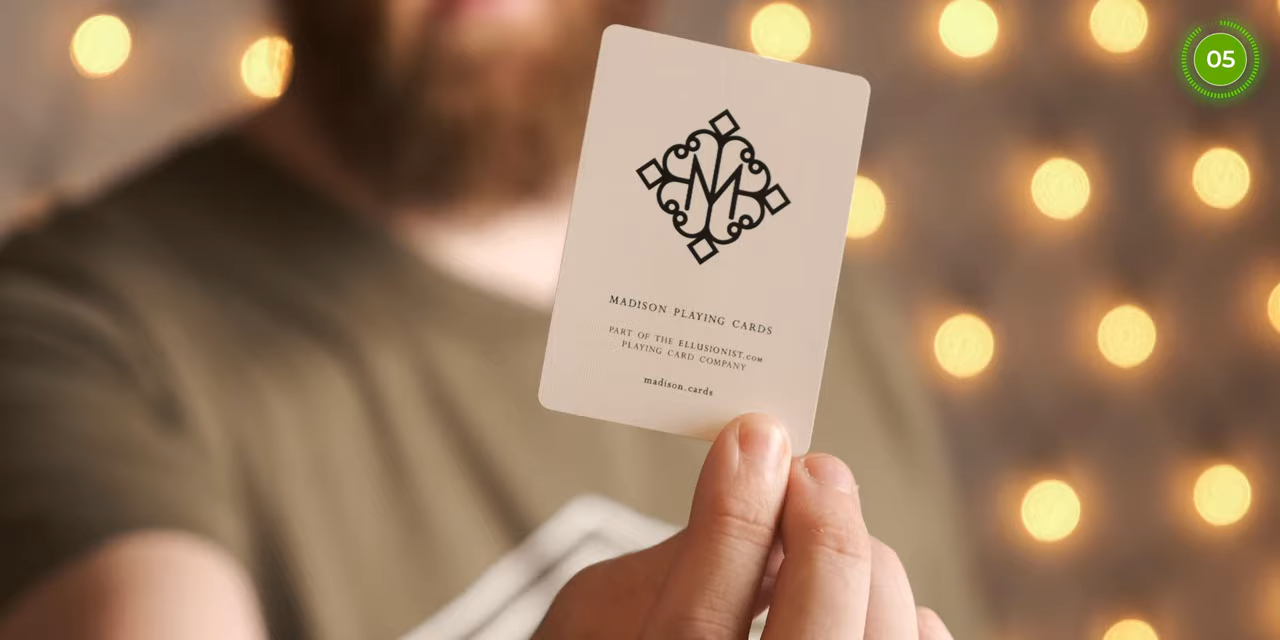 05
M
MADISON PLAYING CARDS
PART OF THE ELLUSIONIST.COM
PLAYING CARD COMPANY
madison.cards